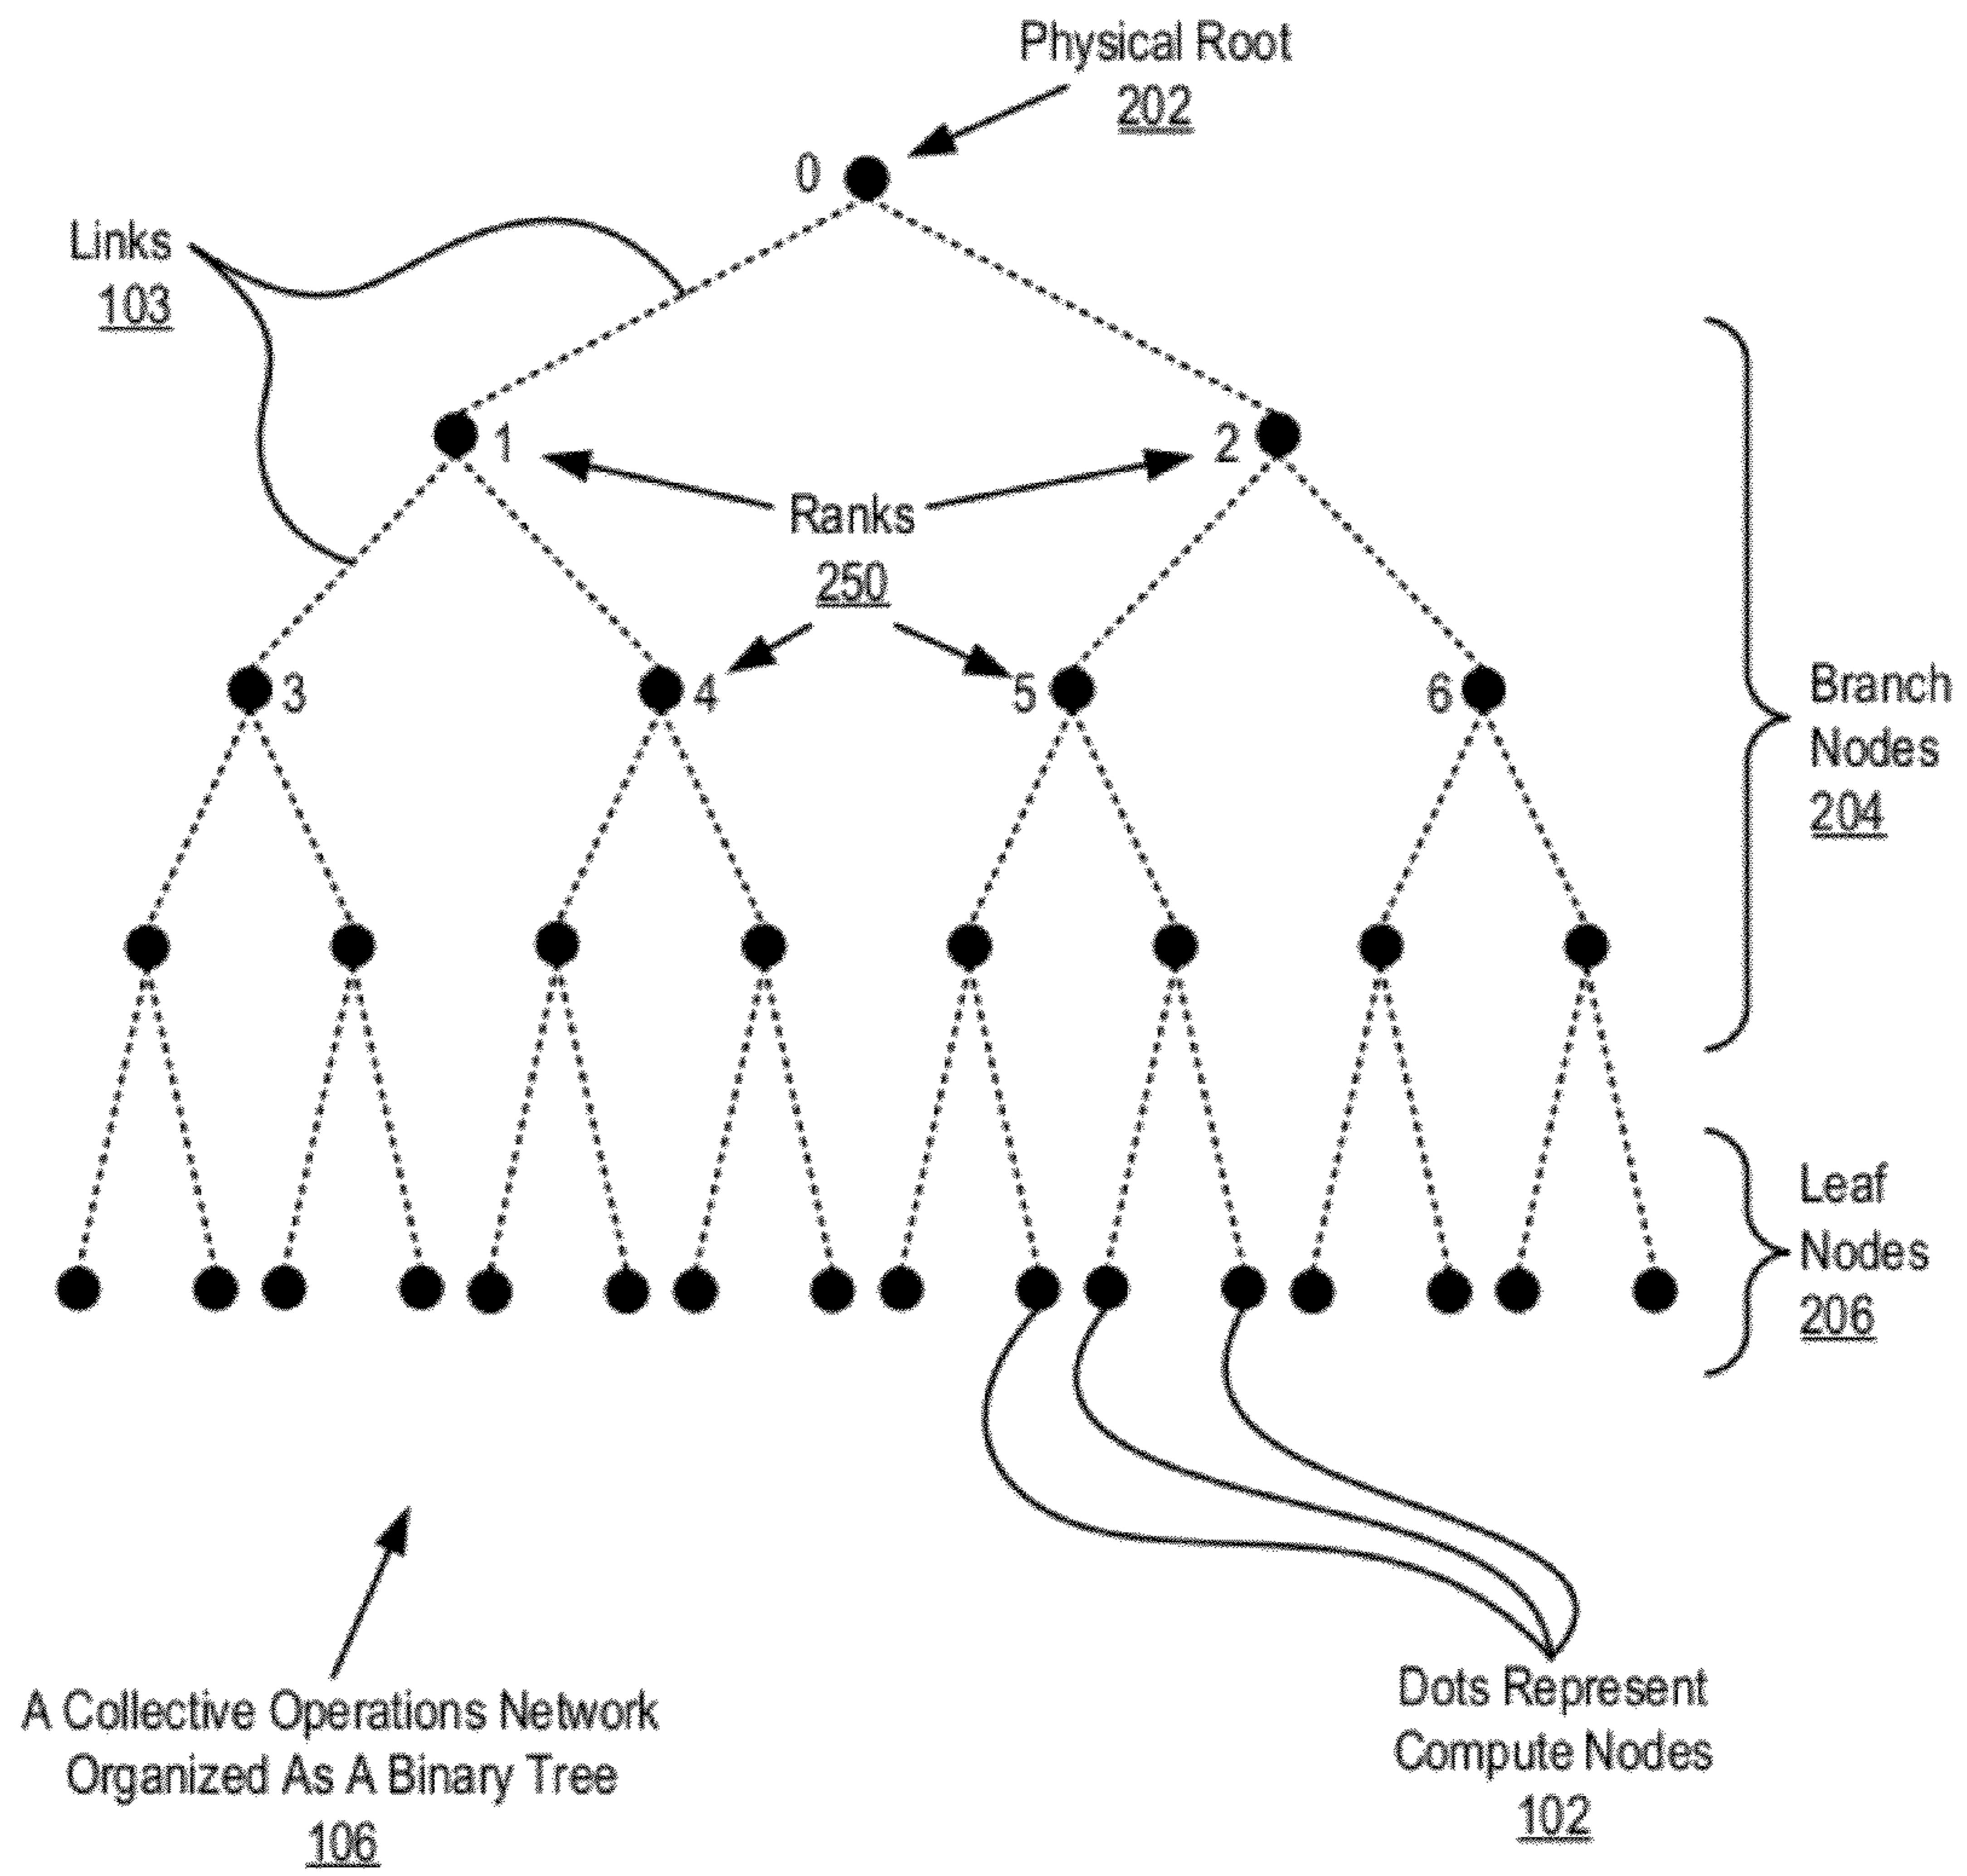 Physical Root
202
0
Links
103
1
2
Ranks
250
3
4
5
6
Branch
Nodes
204
Leaf
Nodes
206
A Collective Operations Network
Organized As A Binary Tree
106
Dots Represent
Compute Nodes
102